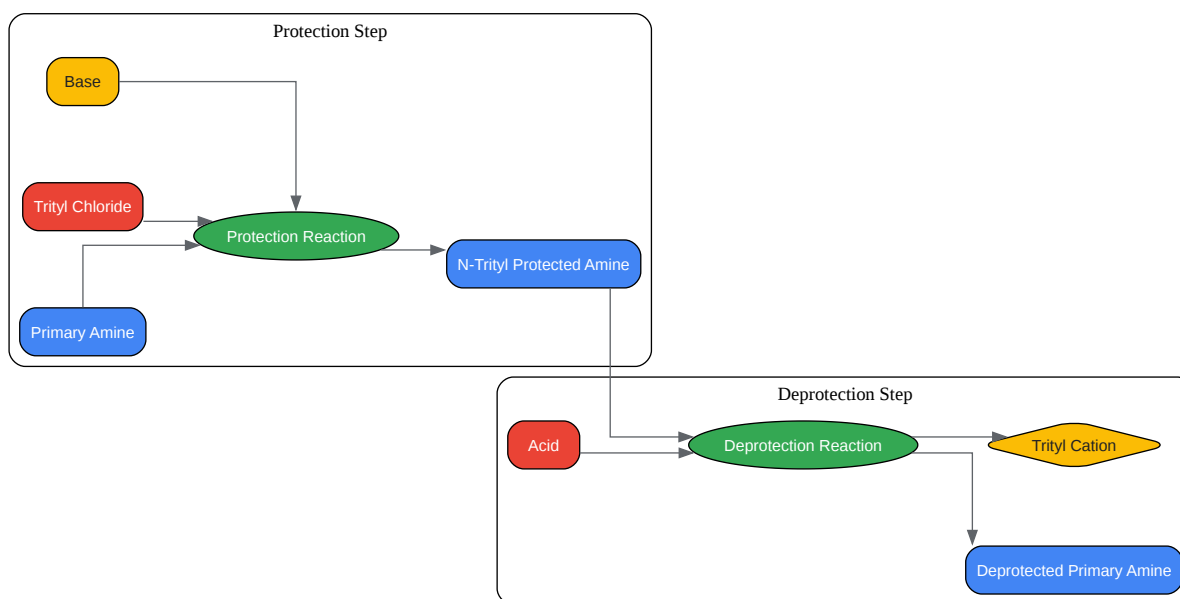 Protection Step
Base
Trityl Chloride
Protection Reaction
N-Trityl Protected Amine
Primary Amine
Deprotection Step
Acid
Deprotection Reaction
Trityl Cation
Deprotected Primary Amine